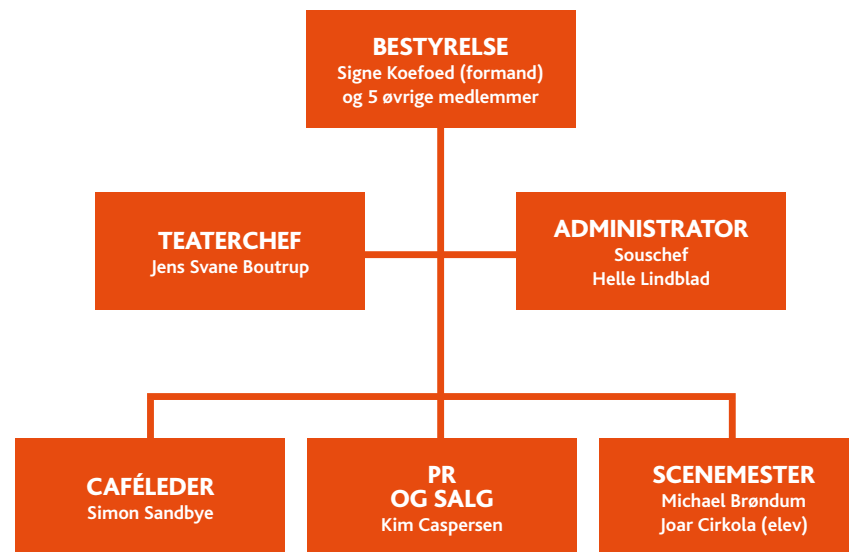 BESTYRELSE
Signe Koefoed (formand)
og 5 øvrige medlemmer
TEATERCHEF
Jens Svane Boutrup
ADMINISTRATOR
Souschef
Helle Lindblad
CAFÉLEDER
Simon Sandbye
PR
OG SALG
Kim Caspersen
SCENEMESTER
Michael Brøndum
Joar Cirkola (elev)